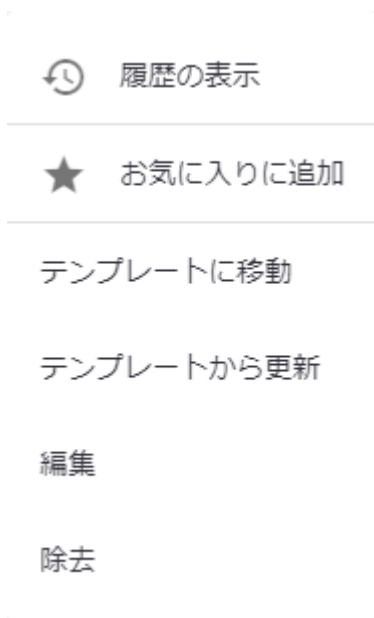 履歴の表示
お気に入りに追加
テンプレートに移動
テンプレートから更新
編集
除去